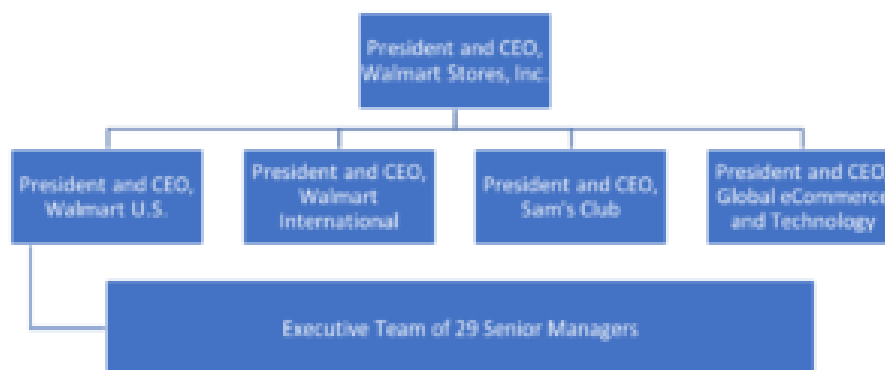 President and CEO,
Walmart Stores, Inc.
President and CEO,
Walmart U.S.
President and CEO,
Walmart
International
President and CEO,
Sam's Club
President and CEO,
Global eCommerce
and Technology
Executive Team of 29 Senior Managers